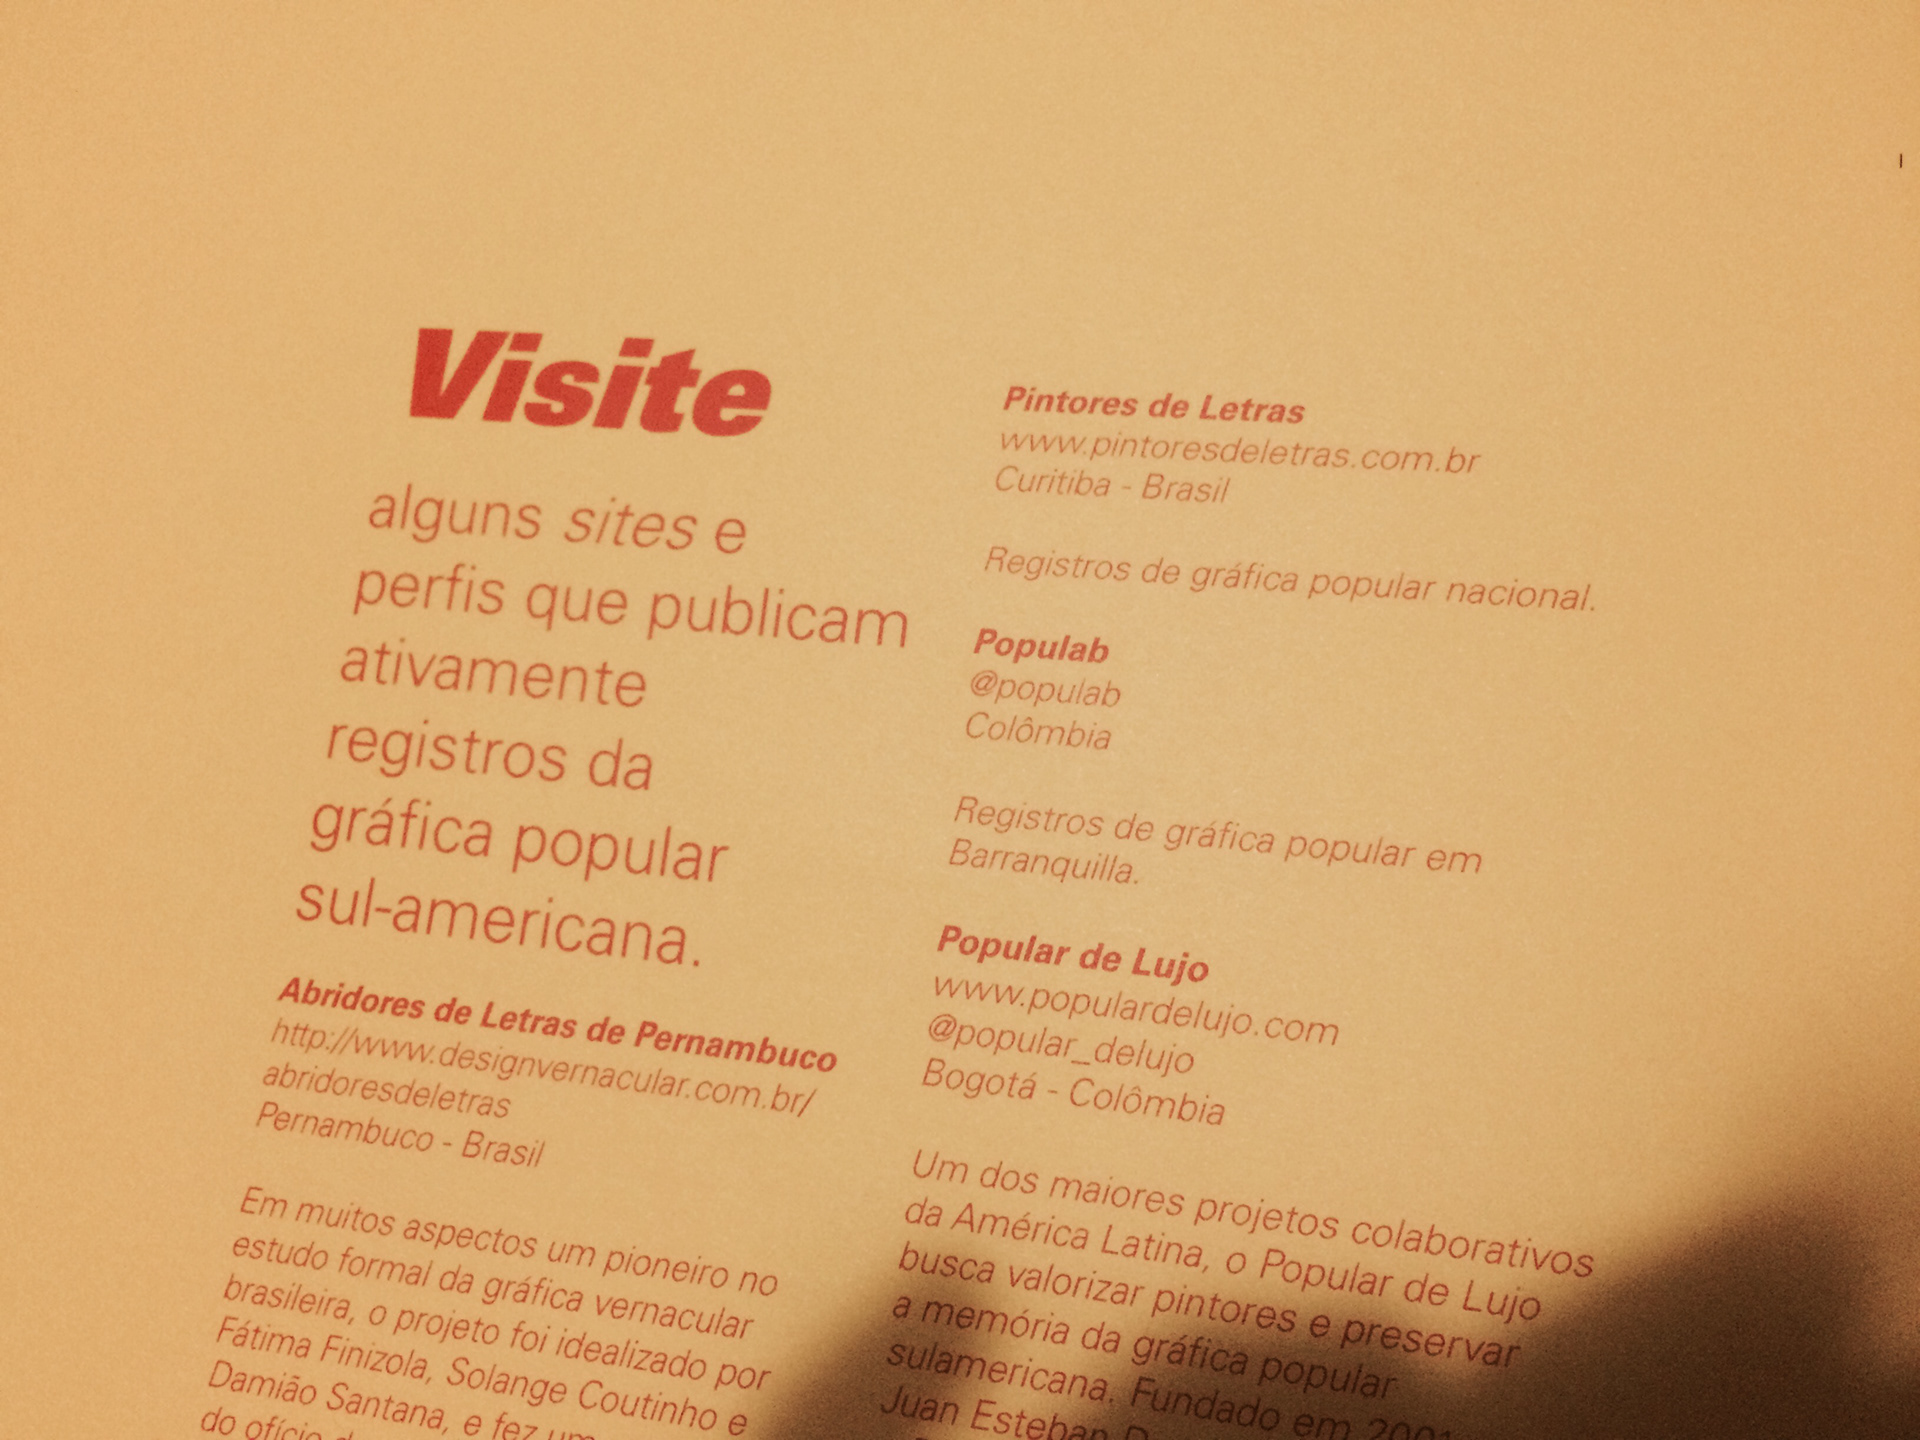 Visite
alguns sites e
perfis que publicam
ativamente
registros da
gráfica popular
sul-americana.
Abridores de Letras de Pernambuco
http://www.designvernacular.com.br/
abridoresdeletras
Pernambuco - Brasil
Em muitos aspectos um pioneiro no
estudo formal da gráfica vernacular
brasileira, o projeto foi idealizado por
Fátima Finizola, Solange Coutinho e
Damião Santana, e fez um
do ofício
Pintores de Letras
www.pintoresdeletras.com.br
Curitiba - Brasil
Registros de gráfica popular nacional.
Populab
@populab
Colômbia
Registros de gráfica popular em
Barranquilla.
Popular de Lujo
www.populardelujo.com
@popular_delujo
Bogotá - Colômbia
Um dos maiores projetos colaborativos
da América Latina, o Popular de Lujo
busca valorizar pintores e preservar
a memória da gráfica popular
sulamericana. Fundado em 2001
Juan Esteban